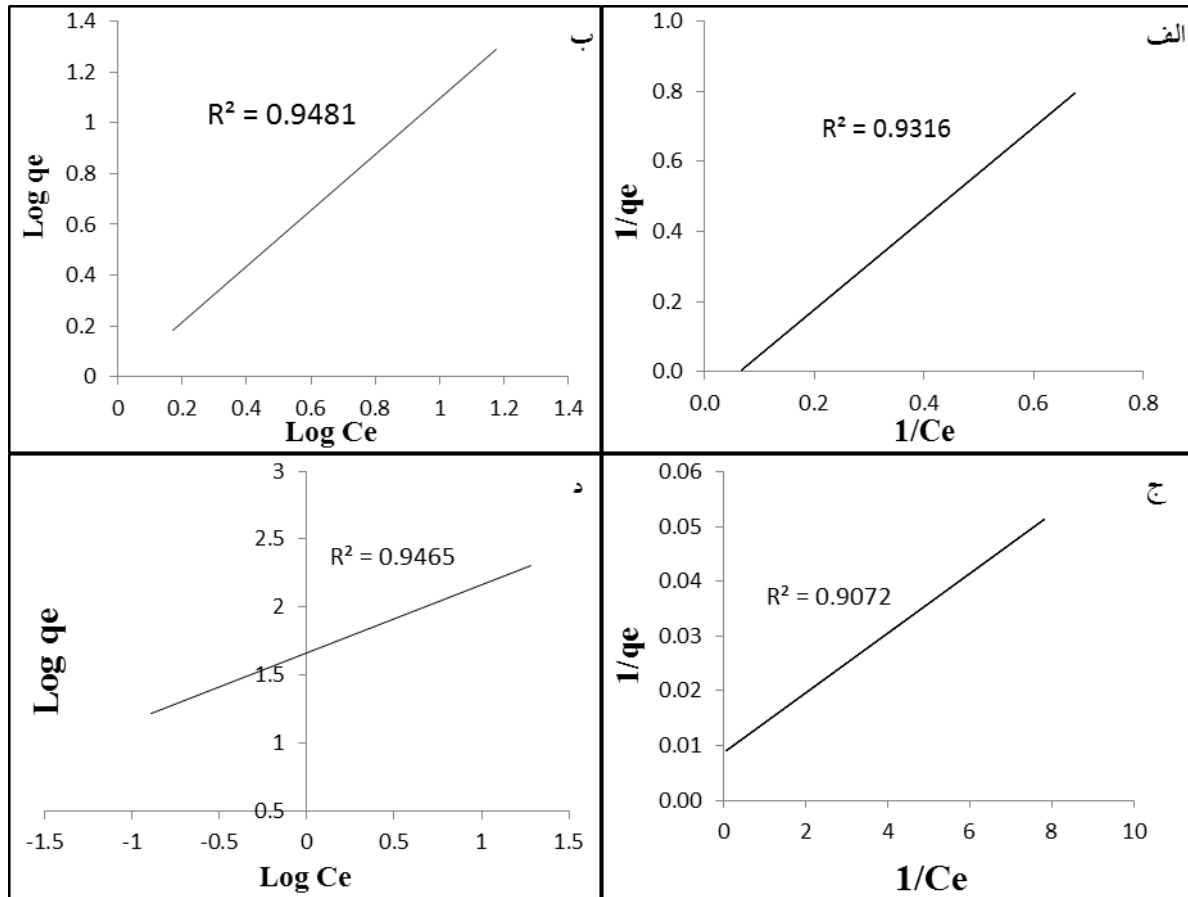 الف
1.0
0.8
0.6
0.4
0.2
0.0
1/qe
R² = 0.9316
0.0 0.2 0.4 0.6 0.8
1/Ce
ب
1.4
1.2
1
0.8
0.6
0.4
0.2
0
Log qe
R² = 0.9481
0 0.2 0.4 0.6 0.8 1 1.2 1.4
Log Ce
ج
0.06
0.05
0.04
0.03
0.02
0.01
0.00
1/qe
R² = 0.9072
0 2 4 6 8 10
1/Ce
د
3
2.5
2
1.5
1
0.5
Log qe
R² = 0.9465
-1.5 -1 -0.5 0 0.5 1 1.5
Log Ce